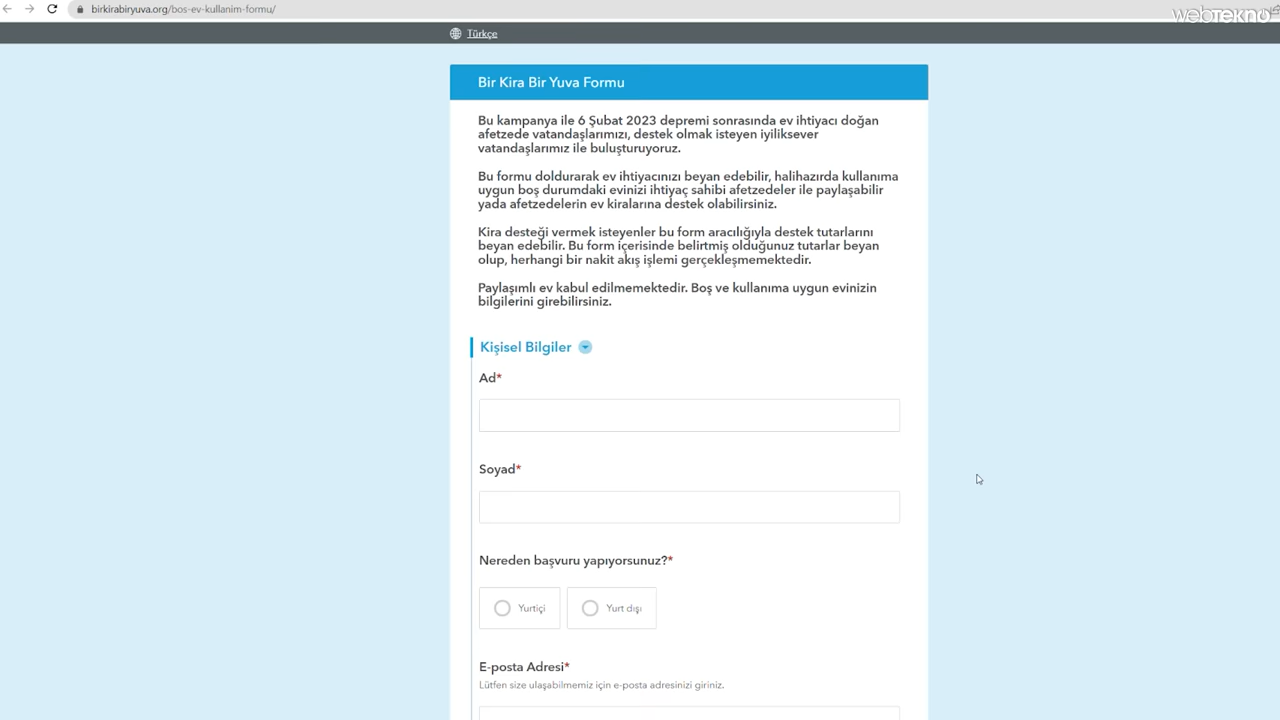 birkirabiryuva.org/bos-ev-kullanim-formu/
webtekno
Türkçe
Bir Kira Bir Yuva Formu
Bu kampanya ile 6 Şubat 2023 depremi sonrasında ev ihtiyacı doğan
afetzede vatandaşlarımızı, destek olmak isteyen iyiliksever
vatandaşlarımız ile buluşturuyoruz.
Bu formu doldurarak ev ihtiyacınızı beyan edebilir, halihazırda kullanıma
uygun boş durumdaki evinizi ihtiyaç sahibi afetzedeler ile paylaşabilir
yada afetzedelerin ev kiralarına destek olabilirsiniz.
Kira desteği vermek isteyenler bu form aracılığıyla destek tutarlarını
beyan edebilir. Bu form içerisinde belirtmiş olduğunuz tutarlar beyan
olup, herhangi bir nakit akış işlemi gerçekleşmemektedir.
Paylaşımlı ev kabul edilmemektedir. Boş ve kullanıma uygun evinizin
bilgilerini girebilirsiniz.
Kişisel Bilgiler
Ad*
Soyad*
Nereden başvuru yapıyorsunuz?*
Yurtiçi
Yurt dışı
E-posta Adresi*
Lütfen size ulaşabilmemiz için e-posta adresinizi giriniz.